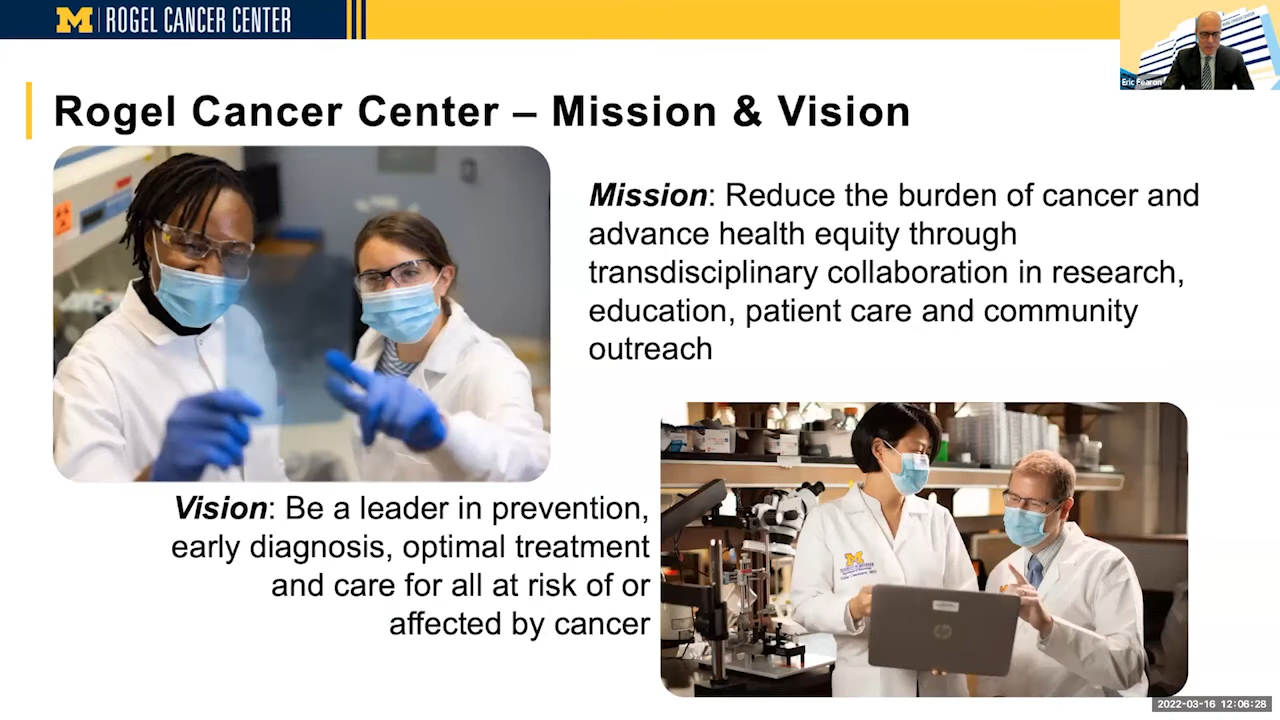 M | ROGEL CANCER CENTER
Eric Fearon
Rogel Cancer Center – Mission & Vision
Mission: Reduce the burden of cancer and
advance health equity through
transdisciplinary collaboration in research,
education, patient care and community
outreach
Vision: Be a leader in prevention,
early diagnosis, optimal treatment
and care for all at risk of or
affected by cancer
M
hp
2022-03-16 12:06:28